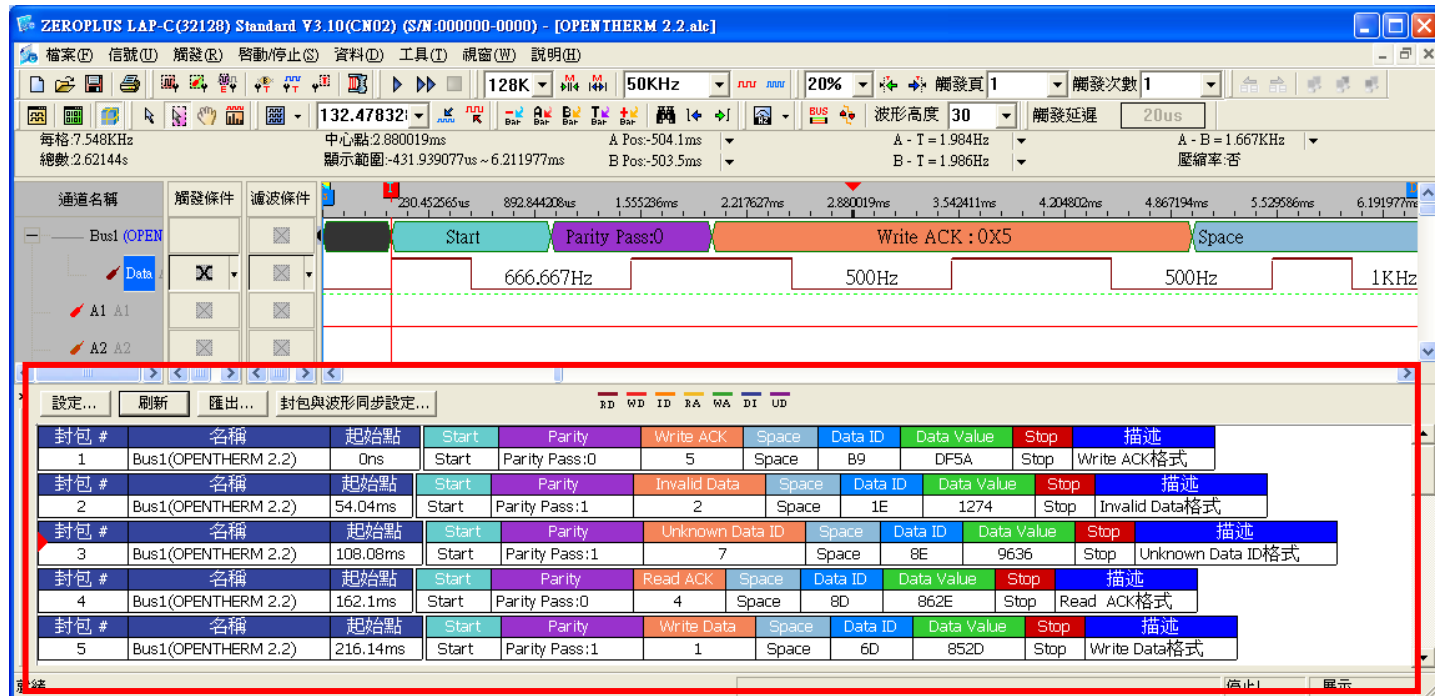 ZEROPLUS LAP-C(32128) Standard V3.10(CN02) (S/N:000000-0000) - [OPENTHERM 2.2.alc]
檔案(F) 信號(U) 觸發(R) 啓動/停止(S) 資料(D) 工具(T) 視窗(W) 說明(H)
128K 50KHz 20% 觸發頁 1 觸發次數 1
132.47832 Bar Bar Bar Bar Bar BUS 波形高度 30 觸發延遲 20us
每格:7.548KHz 中心點:2.880019ms A Pos:-504.1ms A - T = 1.984Hz A - B = 1.667KHz
總數:2.62144s 顯示範圍:-431.939077us ~ 6.211977ms B Pos:-503.5ms B - T = 1.986Hz 壓縮率:否
通道名稱 觸發條件 濾波條件 230.452565us 892.844208us 1.555236ms 2.217627ms 2.880019ms 3.542411ms 4.204802ms 4.867194ms 5.529586ms 6.191977ms
Bus1 (OPEN Start Parity Pass:0 Write ACK : 0X5 Space
Data 666.667Hz 500Hz 500Hz 1KHz
A1 A1
A2 A2
設定... 刷新 匯出... 封包與波形同步設定... RD WD ID RA WA DI UD
封包 # 名稱 起始點 Start Parity Write ACK Space Data ID Data Value Stop 描述
1 Bus1(OPENTHERM 2.2) 0ns Start Parity Pass:0 5 Space B9 DF5A Stop Write ACK格式
封包 # 名稱 起始點 Start Parity Invalid Data Space Data ID Data Value Stop 描述
2 Bus1(OPENTHERM 2.2) 54.04ms Start Parity Pass:1 2 Space 1E 1274 Stop Invalid Data格式
封包 # 名稱 起始點 Start Parity Unknown Data ID Space Data ID Data Value Stop 描述
3 Bus1(OPENTHERM 2.2) 108.08ms Start Parity Pass:1 7 Space 8E 9636 Stop Unknown Data ID格式
封包 # 名稱 起始點 Start Parity Read ACK Space Data ID Data Value Stop 描述
4 Bus1(OPENTHERM 2.2) 162.1ms Start Parity Pass:0 4 Space 8D 862E Stop Read ACK格式
封包 # 名稱 起始點 Start Parity Write Data Space Data ID Data Value Stop 描述
5 Bus1(OPENTHERM 2.2) 216.14ms Start Parity Pass:1 1 Space 6D 852D Stop Write Data格式
就緒 停止! 展示